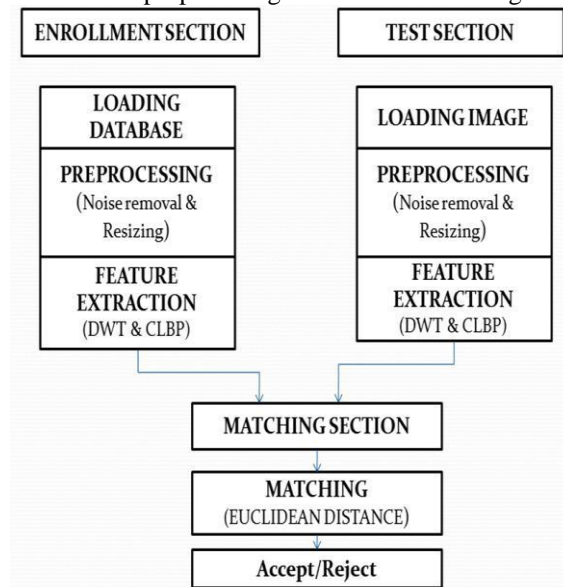 ENROLLMENT SECTION
LOADING
DATABASE
PREPROCESSING
(Noise removal &
Resizing)
FEATURE
EXTRACTION
(DWT & CLBP)
TEST SECTION
LOADING IMAGE
PREPROCESSING
(Noise removal &
Resizing)
FEATURE
EXTRACTION
(DWT & CLBP)
MATCHING SECTION
MATCHING
(EUCLIDEAN DISTANCE)
Accept/Reject